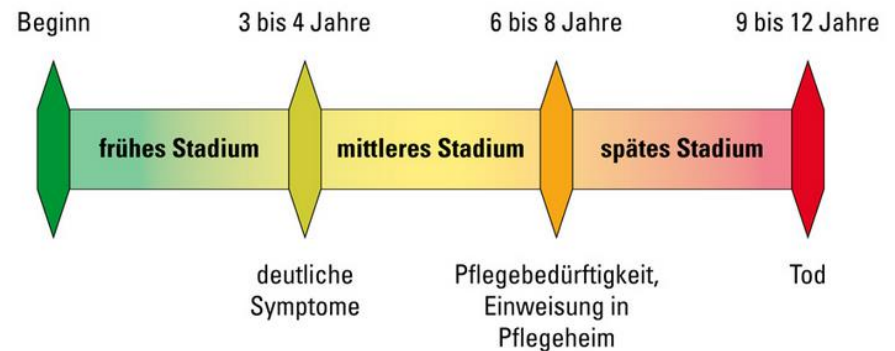 Beginn
3 bis 4 Jahre
6 bis 8 Jahre
9 bis 12 Jahre
frühes Stadium
mittleres Stadium
spätes Stadium
deutliche
Symptome
Pflegebedürftigkeit,
Einweisung in
Pflegeheim
Tod